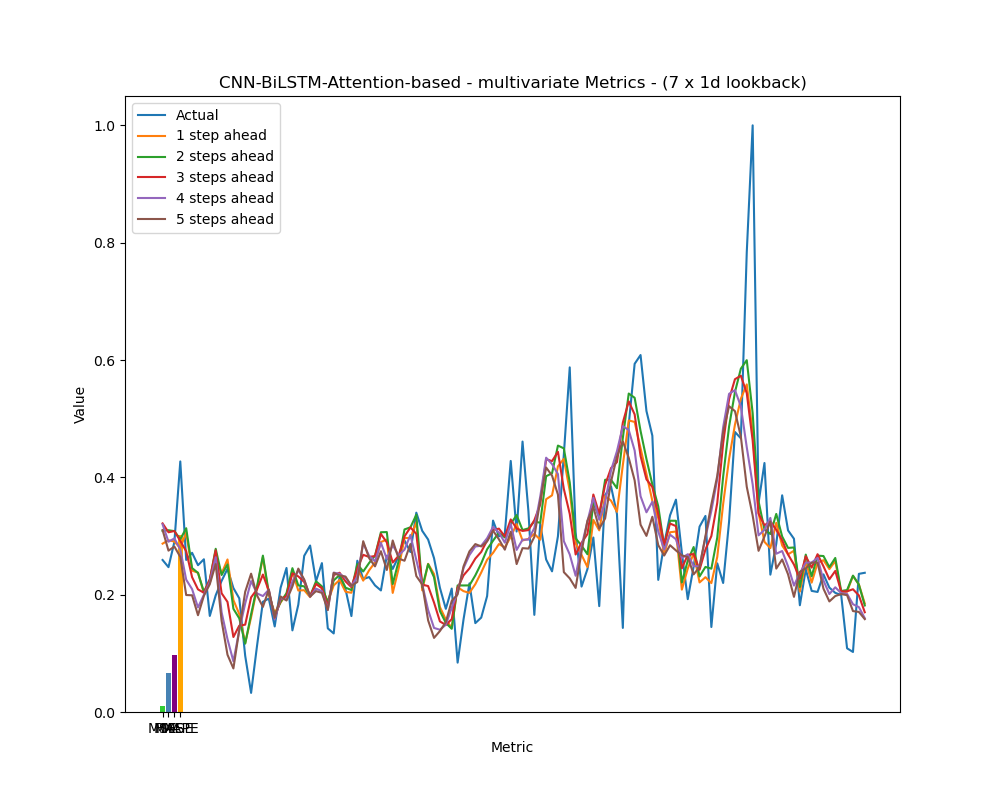 CNN-BiLSTM-Attention-based - multivariate Metrics - (7 x 1d lookback)
Actual
1 step ahead
2 steps ahead
3 steps ahead
4 steps ahead
5 steps ahead
1.0
0.8
0.6
0.4
0.2
0.0
Value
Metric